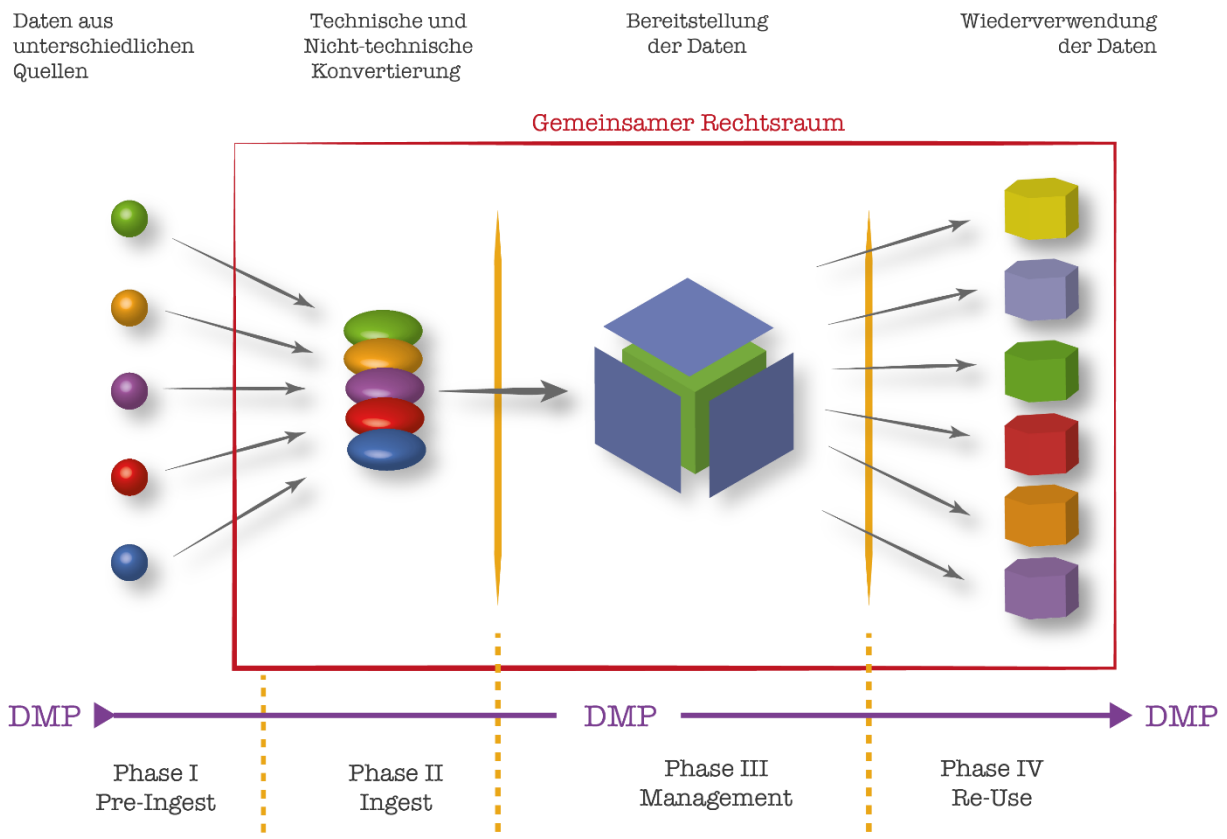 Daten aus
unterschiedlichen
Quellen
Technische und
Nicht-technische
Konvertierung
Bereitstellung
der Daten
Wiederverwendung
der Daten
Gemeinsamer Rechtsraum
DMP
DMP
DMP
Phase I
Pre-Ingest
Phase II
Ingest
Phase III
Management
Phase IV
Re-Use